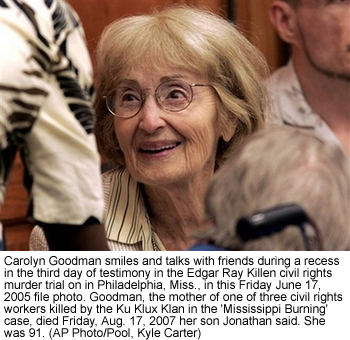 Carolyn Goodman smiles and talks with friends during a recess
in the third day of testimony in the Edgar Ray Killen civil rights
murder trial on in Philadelphia, Miss., in this Friday June 17,
2005 file photo. Goodman, the mother of one of three civil rights
workers killed by the Ku Klux Klan in the 'Mississippi Burning'
case, died Friday, Aug. 17, 2007 her son Jonathan said. She
was 91. (AP Photo/Pool, Kyle Carter)